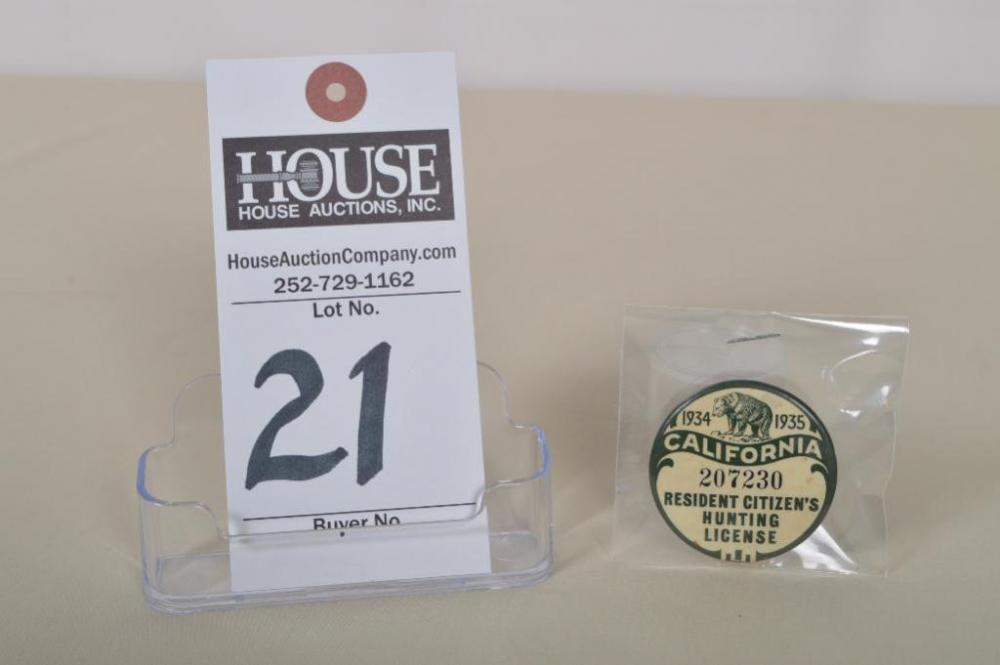 HOUSE
HOUSE AUCTIONS, INC.
HouseAuctionCompany.com
252-729-1162
Lot No.
21
Buyer No.
1934 1935
CALIFORNIA
207230
RESIDENT CITIZEN'S
HUNTING
LICENSE